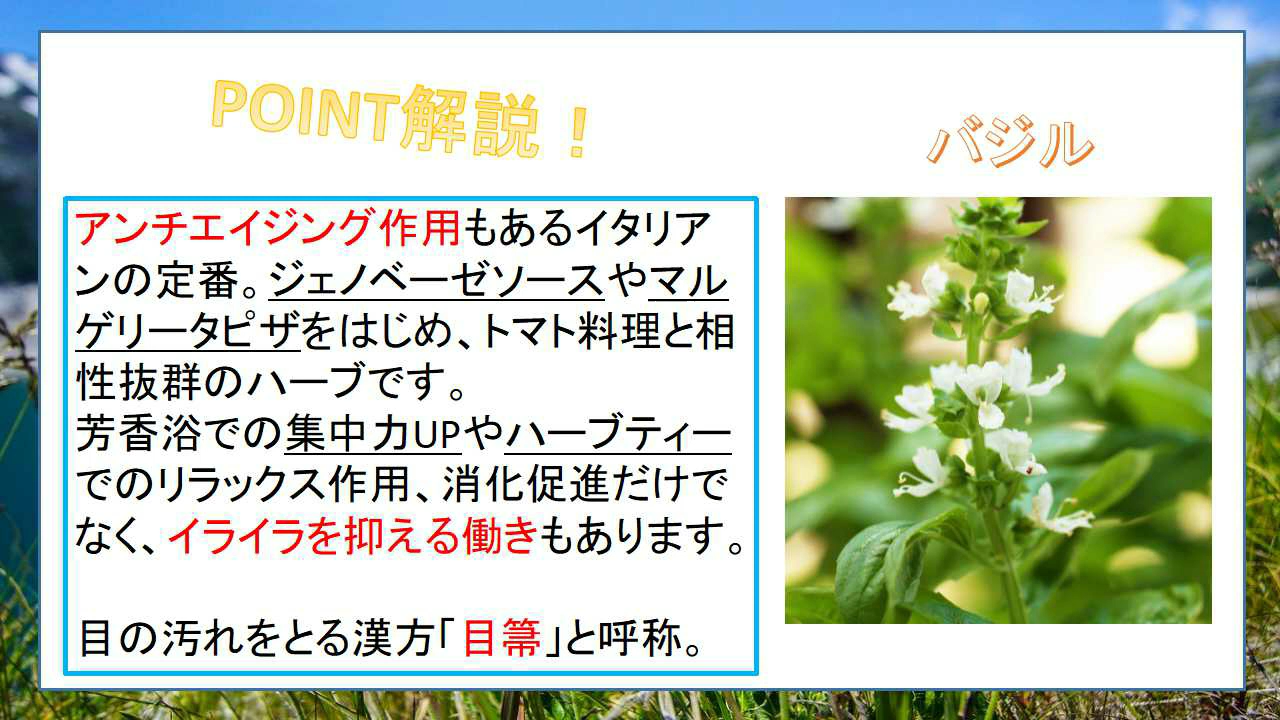 POINT解説！
バジル
アンチエイジング作用もあるイタリア
ンの定番。ジェノベーゼソースやマル
ゲリータピザをはじめ、トマト料理と相
性抜群のハーブです。
芳香浴での集中力UPやハーブティー
でのリラックス作用、消化促進だけで
なく、イライラを抑える働きもあります。
目の汚れをとる漢方「目箒」と呼称。